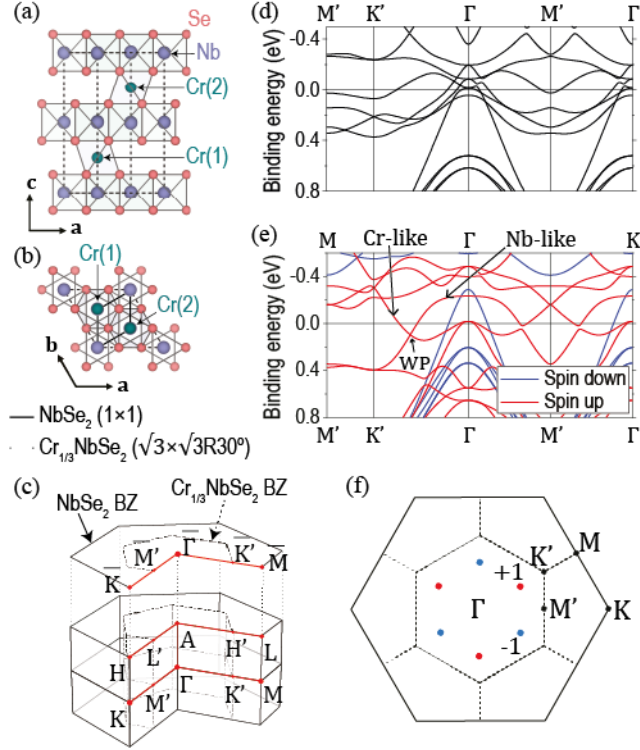 (a)
Se
Nb
Cr(2)
Cr(1)
c
a
(b)
Cr(1)
Cr(2)
b
a
NbSe₂ (1×1)
Cr₁/₃NbSe₂ (√3×√3R30º)
(c)
NbSe₂ BZ
Cr₁/₃NbSe₂ BZ
K̅ M̅' Γ̅ K̅' M̅
H L' A H' L
K M' Γ K' M
(d)
M' K' Γ M' Γ
Binding energy (eV)
-0.4
0.0
0.4
0.8
(e)
M Cr-like Γ Nb-like K
Binding energy (eV)
-0.4
0.0
0.4
0.8
WP
Spin down
Spin up
M' K' Γ M' Γ
(f)
K' M
+1
Γ M' K
-1